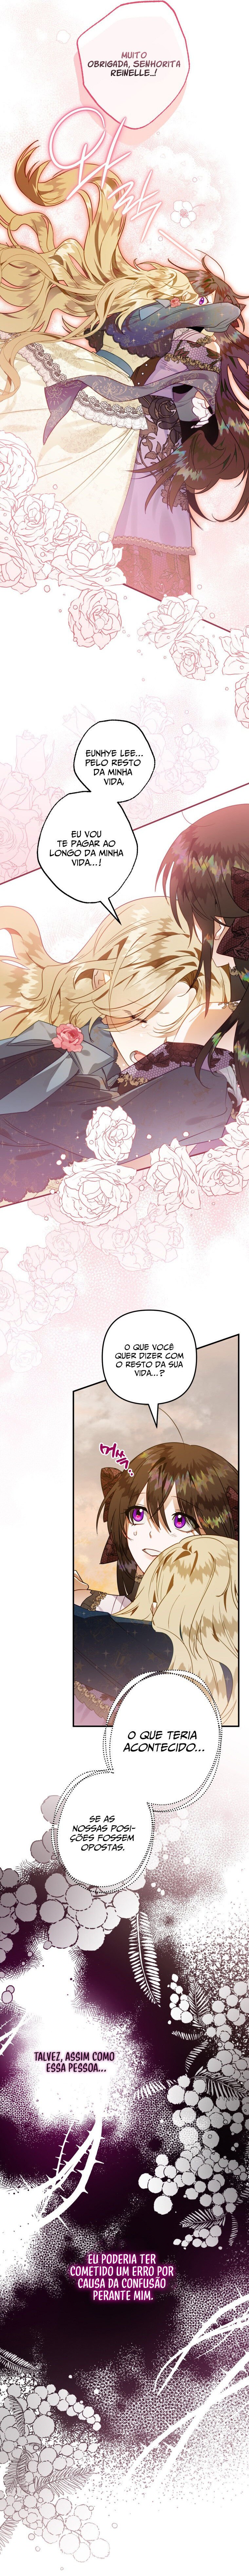 MUITO
OBRIGADA, SENHORITA
REINELLE...!
EUNHYE LEE...
PELO RESTO
DA MINHA
VIDA,
EU VOU
TE PAGAR AO
LONGO DA MINHA
VIDA...!
O QUE VOCÊ
QUER DIZER COM
O RESTO DA SUA
VIDA...?
O QUE TERIA
ACONTECIDO...
SE AS
NOSSAS POSI-
ÇÕES FOSSEM
OPOSTAS.
TALVEZ, ASSIM COMO
ESSA PESSOA...
EU PODERIA TER
COMETIDO UM ERRO POR
CAUSA DA CONFUSÃO
PERANTE MIM.